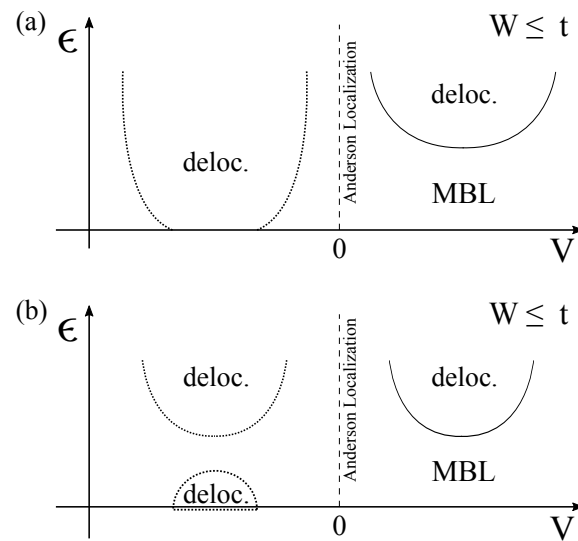 (a)
ϵ
W ≤ t
deloc.
deloc.
Anderson Localization
MBL
0
V
(b)
ϵ
W ≤ t
deloc.
deloc.
Anderson Localization
MBL
deloc.
0
V